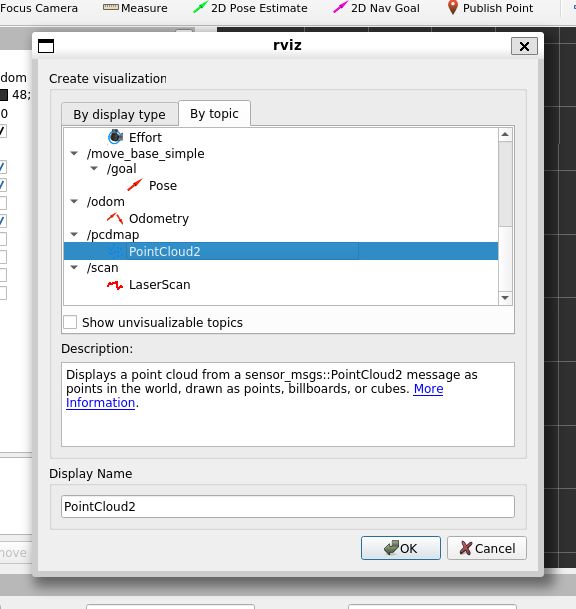 Focus Camera
Measure
2D Pose Estimate
2D Nav Goal
Publish Point
rviz
dom
48;
0
Create visualization
By display type
By topic
Effort
/move_base_simple
/goal
Pose
/odom
Odometry
/pcdmap
PointCloud2
/scan
LaserScan
Show unvisualizable topics
Description:
Displays a point cloud from a sensor_msgs::PointCloud2 message as
points in the world, drawn as points, billboards, or cubes. More
Information.
Display Name
PointCloud2
OK
Cancel
nove